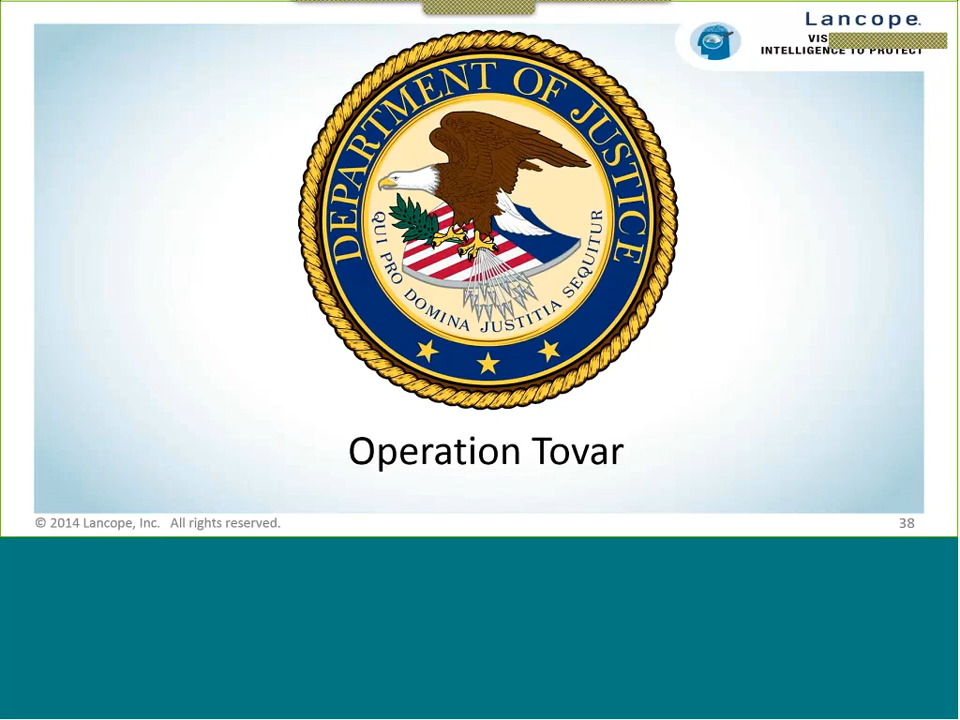 Lancope.
VIS
INTELLIGENCE TO PROTECT
DEPARTMENT OF JUSTICE
QUI PRO DOMINA JUSTITIA SEQUITUR
Operation Tovar
© 2014 Lancope, Inc. All rights reserved.
38